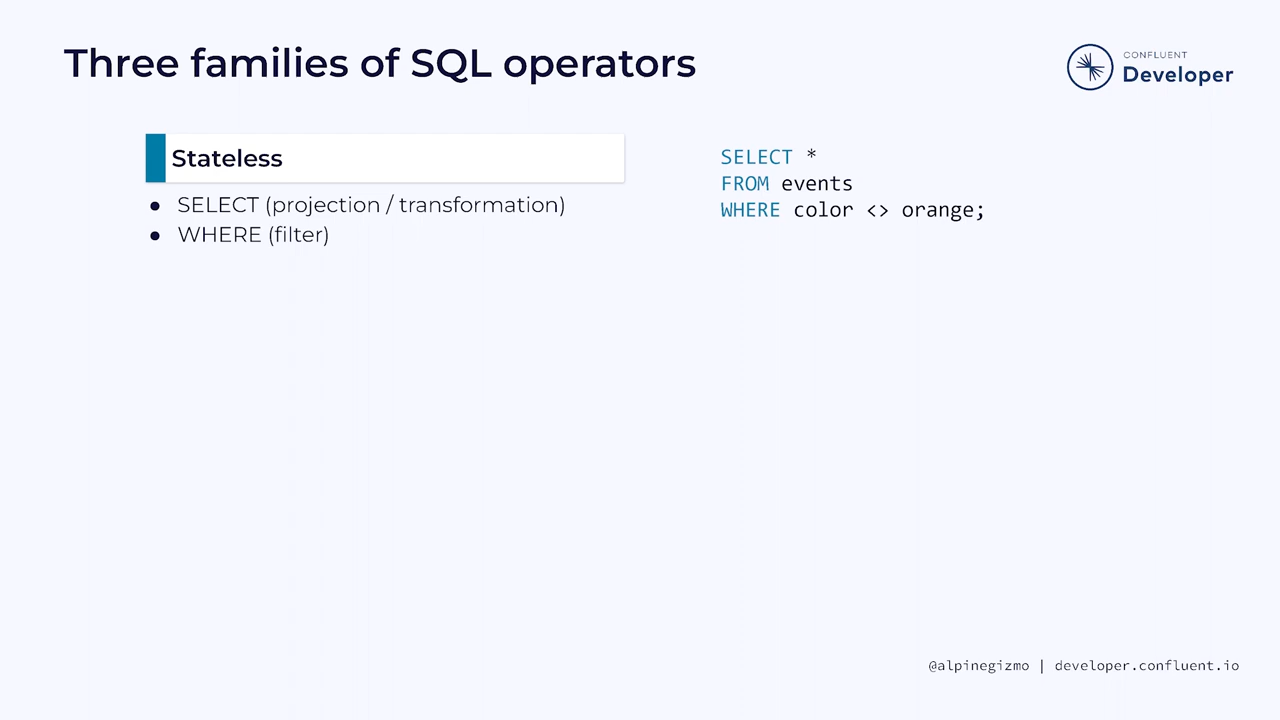 Three families of SQL operators
CONFLUENT
Developer
Stateless
● SELECT (projection / transformation)
● WHERE (filter)
SELECT *
FROM events
WHERE color <> orange;
@alpinegizmo | developer.confluent.io